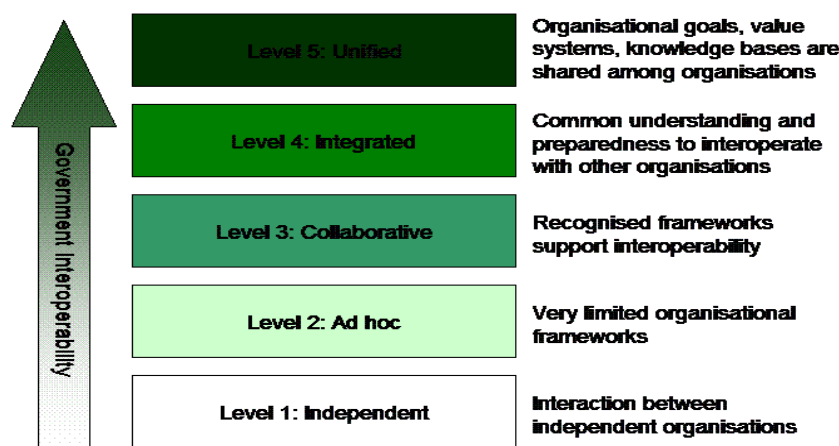 Government Interoperability
Level 5: Unified
Organisational goals, value
systems, knowledge bases are
shared among organisations
Level 4: Integrated
Common understanding and
preparedness to interoperate
with other organisations
Level 3: Collaborative
Recognised frameworks
support interoperability
Level 2: Ad hoc
Very limited organisational
frameworks
Level 1: Independent
Interaction between
independent organisations